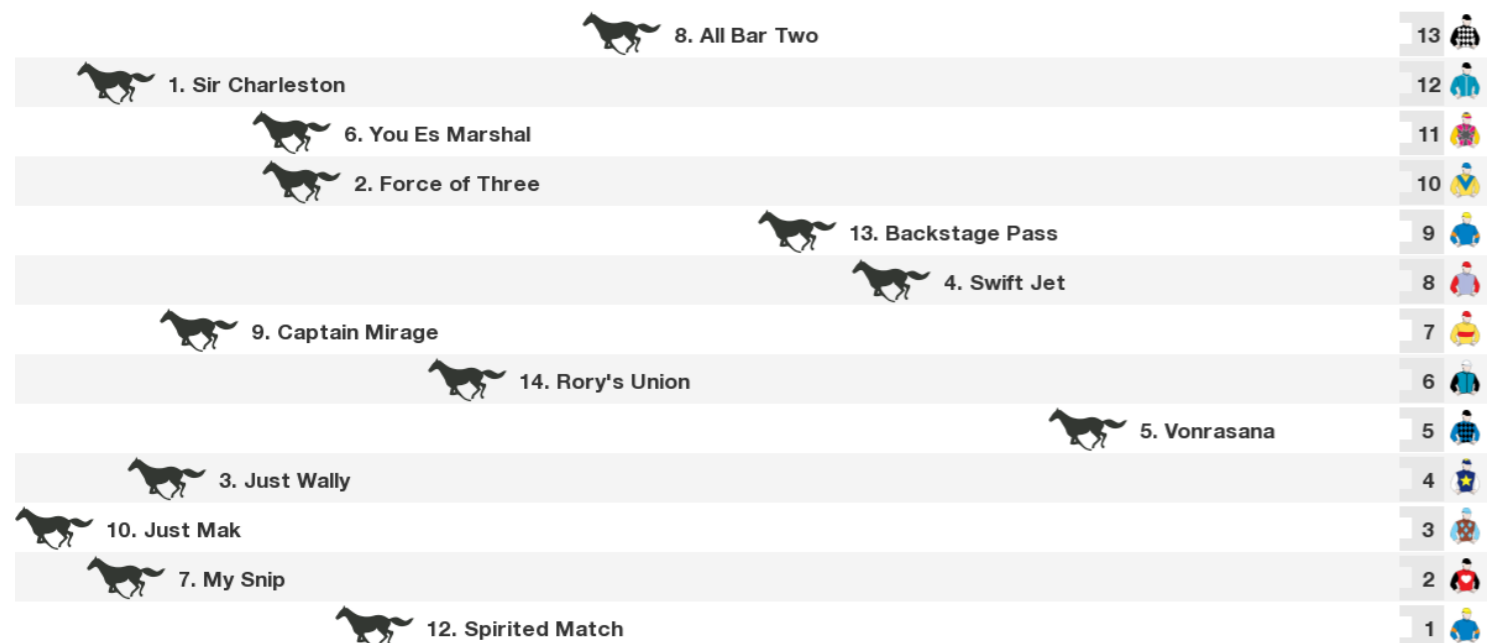 8. All Bar Two 13
1. Sir Charleston 12
6. You Es Marshal 11
2. Force of Three 10
13. Backstage Pass 9
4. Swift Jet 8
9. Captain Mirage 7
14. Rory's Union 6
5. Vonrasana 5
3. Just Wally 4
10. Just Mak 3
7. My Snip 2
12. Spirited Match 1